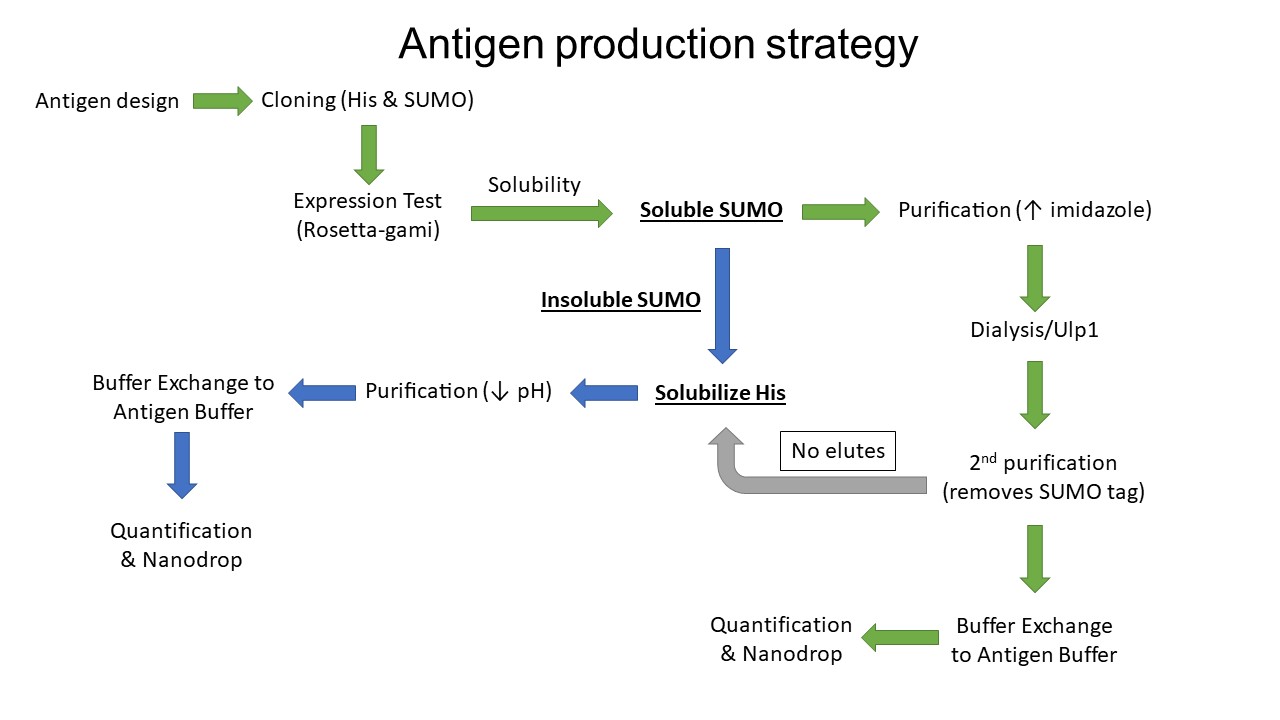 Antigen production strategy
Antigen design
Cloning (His & SUMO)
Expression Test
(Rosetta-gami)
Solubility
Soluble SUMO
Purification (↑ imidazole)
Insoluble SUMO
Dialysis/Ulp1
Buffer Exchange to
Antigen Buffer
Purification (↓ pH)
Solubilize His
No elutes
2nd purification
(removes SUMO tag)
Quantification
& Nanodrop
Quantification
& Nanodrop
Buffer Exchange
to Antigen Buffer